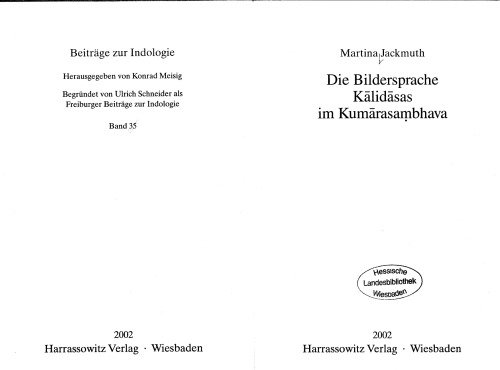 Beiträge zur Indologie
Herausgegeben von Konrad Meisig
Begründet von Ulrich Schneider als
Freiburger Beiträge zur Indologie
Band 35
2002
Harrassowitz Verlag · Wiesbaden
Martina Jackmuth
Die Bildersprache
Kālidāsas
im Kumārasaṃbhava
Hessische
Landesbibliothek
Wiesbaden
2002
Harrassowitz Verlag · Wiesbaden